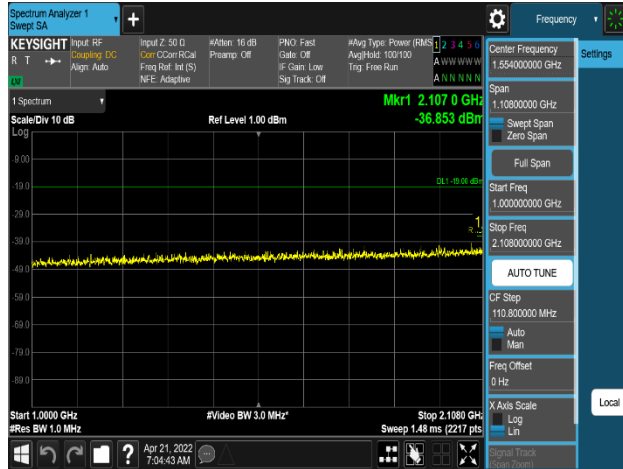 Spectrum Analyzer 1
Swept SA
Frequency
KEYSIGHT
R T
LW
Input: RF
Coupling: DC
Align: Auto
Input Z: 50 Ω
Corr CCorr RCal
Freq Ref: Int (S)
NFE: Adaptive
#Atten: 16 dB
Preamp: Off
PNO: Fast
Gate: Off
IF Gain: Low
Sig Track: Off
#Avg Type: Power (RMS
Avg|Hold: 100/100
Trig: Free Run
1 2 3 4 5 6
A W W W W W
A N N N N N
1 Spectrum
Scale/Div 10 dB
Log
Ref Level 1.00 dBm
Mkr1 2.107 0 GHz
-36.853 dBm
-9.00
-19.0
-29.0
-39.0
-49.0
-59.0
-69.0
-79.0
-89.0
DL1 -19.00 dBm
1
Start 1.0000 GHz
#Res BW 1.0 MHz
#Video BW 3.0 MHz*
Stop 2.1080 GHz
Sweep 1.48 ms (2217 pts
Apr 21, 2022
7:04:43 AM
Center Frequency
1.554000000 GHz
Span
1.10800000 GHz
Swept Span
Zero Span
Full Span
Start Freq
1.000000000 GHz
Stop Freq
2.108000000 GHz
AUTO TUNE
CF Step
110.800000 MHz
Auto
Man
Freq Offset
0 Hz
X Axis Scale
Log
Lin
Signal Track
(Span Zoom)
Settings
Local